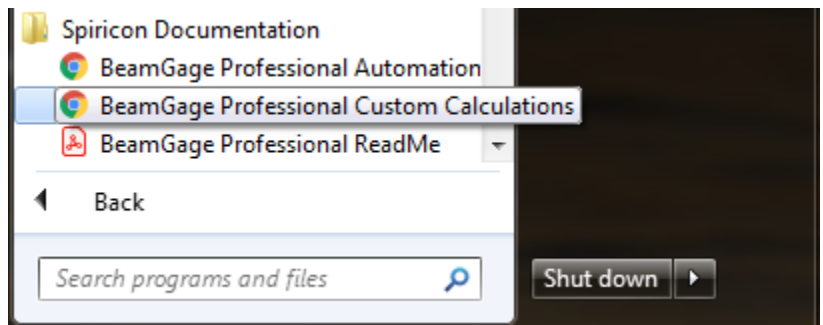 Spiricon Documentation
BeamGage Professional Automation
BeamGage Professional Custom Calculations
BeamGage Professional ReadMe
Back
Search programs and files
Shut down